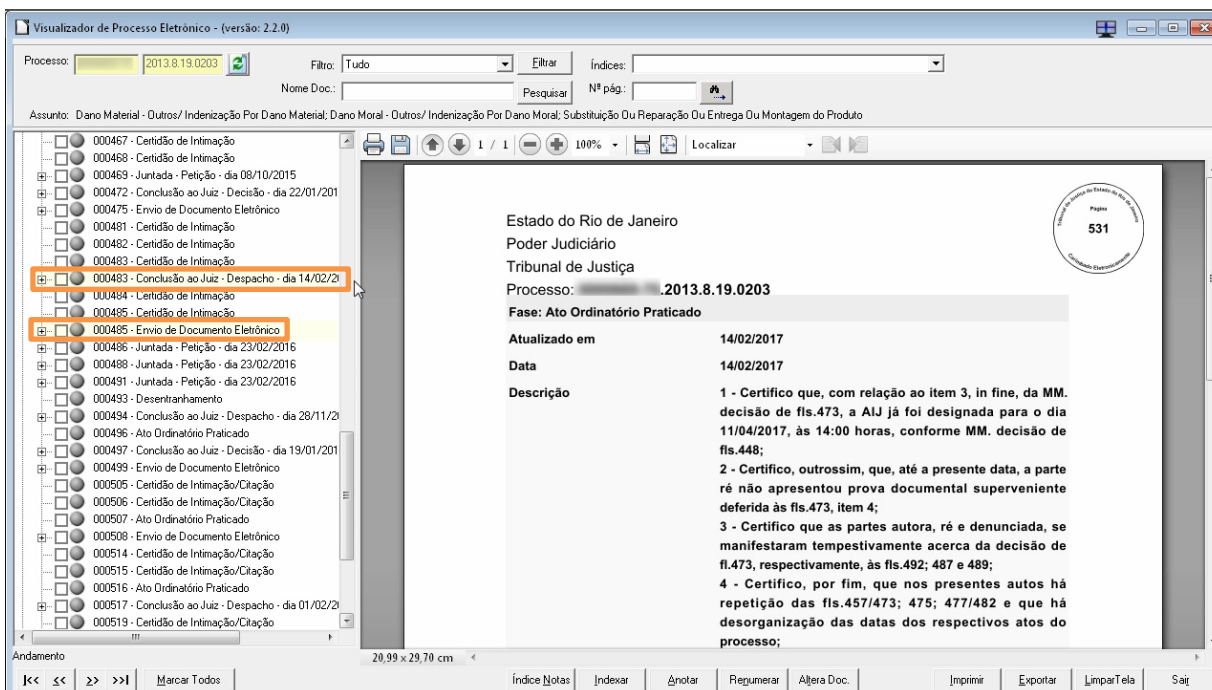 Visualizador de Processo Eletrônico - (versão: 2.2.0)
Processo: 2013.8.19.0203 Filtro: Tudo Filtrar Índices:
Nome Doc.: Pesquisar Nº pág.:
Assunto: Dano Material - Outros/ Indenização Por Dano Material; Dano Moral - Outros/ Indenização Por Dano Moral; Substituição Ou Reparação Ou Entrega Ou Montagem do Produto
000467 - Certidão de Intimação
000468 - Certidão de Intimação
000469 - Juntada - Petição - dia 08/10/2015
000472 - Conclusão ao Juiz - Decisão - dia 22/01/201
000475 - Envio de Documento Eletrônico
000481 - Certidão de Intimação
000482 - Certidão de Intimação
000483 - Certidão de Intimação
000483 - Conclusão ao Juiz - Despacho - dia 14/02/2
000484 - Certidão de Intimação
000485 - Certidão de Intimação
000485 - Envio de Documento Eletrônico
000486 - Juntada - Petição - dia 23/02/2016
000488 - Juntada - Petição - dia 23/02/2016
000491 - Juntada - Petição - dia 23/02/2016
000493 - Desentranhamento
000494 - Conclusão ao Juiz - Despacho - dia 28/11/2
000496 - Ato Ordinatório Praticado
000497 - Conclusão ao Juiz - Decisão - dia 19/01/201
000499 - Envio de Documento Eletrônico
000505 - Certidão de Intimação/Citação
000506 - Certidão de Intimação/Citação
000507 - Ato Ordinatório Praticado
000508 - Envio de Documento Eletrônico
000514 - Certidão de Intimação/Citação
000515 - Certidão de Intimação/Citação
000516 - Ato Ordinatório Praticado
000517 - Conclusão ao Juiz - Despacho - dia 01/02/2
000519 - Certidão de Intimação/Citação
1 / 1 100% Localizar
Estado do Rio de Janeiro
Poder Judiciário
Tribunal de Justiça
Processo: .2013.8.19.0203
Tribunal de Justiça do Estado do Rio de Janeiro
Página
531
Carimbado Eletronicamente
Fase: Ato Ordinatório Praticado
Atualizado em 14/02/2017
Data 14/02/2017
Descrição 1 - Certifico que, com relação ao item 3, in fine, da MM.
decisão de fls.473, a AIJ já foi designada para o dia
11/04/2017, às 14:00 horas, conforme MM. decisão de
fls.448;
2 - Certifico, outrossim, que, até a presente data, a parte
ré não apresentou prova documental superveniente
deferida às fls.473, item 4;
3 - Certifico que as partes autora, ré e denunciada, se
manifestaram tempestivamente acerca da decisão de
fl.473, respectivamente, às fls.492; 487 e 489;
4 - Certifico, por fim, que nos presentes autos há
repetição das fls.457/473; 475; 477/482 e que há
desorganização das datas dos respectivos atos do
processo;
Andamento 20,99 x 29,70 cm
|<< << >> >>| Marcar Todos Índice Notas Indexar Anotar Renumerar Altera Doc. Imprimir Exportar LimparTela Sair